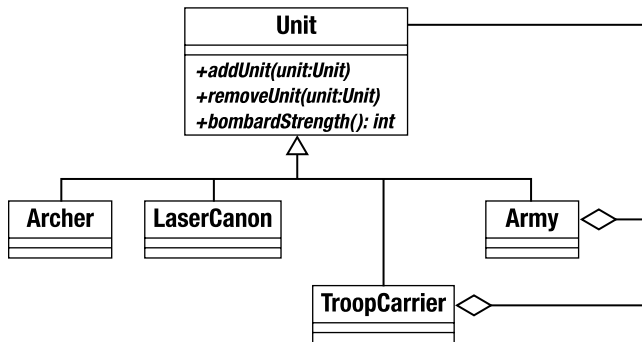 Unit
+addUnit(unit:Unit)
+removeUnit(unit:Unit)
+bombardStrength(): int
Archer
LaserCanon
Army
TroopCarrier